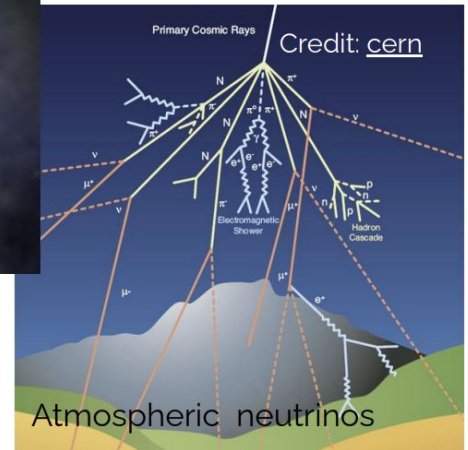 Primary Cosmic Rays
Credit: cern
N
π⁺
π⁻
N
π⁰
π⁺
N
π⁺
γ
ν
N
e⁺
e⁻
e⁺
e⁻
ν
p
μ⁺
n
n
p
p
ν
π⁻
μ⁺
Electromagnetic
Shower
Hadron
Cascade
μ⁻
μ⁺
e⁺
Atmospheric neutrinos